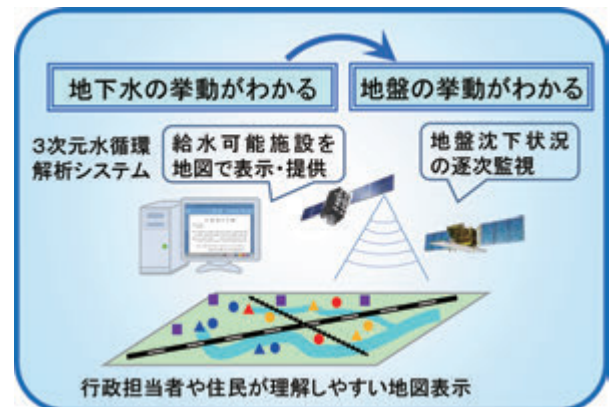 地下水の挙動がわかる
地盤の挙動がわかる
3次元水循環
解析システム
給水可能施設を
地図で表示・提供
地盤沈下状況
の逐次監視
行政担当者や住民が理解しやすい地図表示